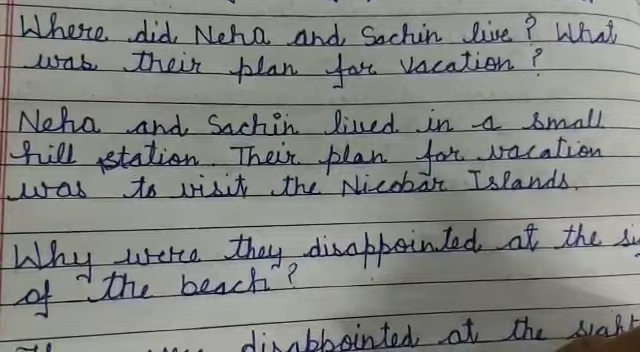 Where did Neha and Sachin live? What
was their plan for vacation?
Neha and Sachin lived in a small
hill station. Their plan for vacation
was to visit the Nicobar Islands.
Why were they disappointed at the
of the beach?
disappointed at the sight